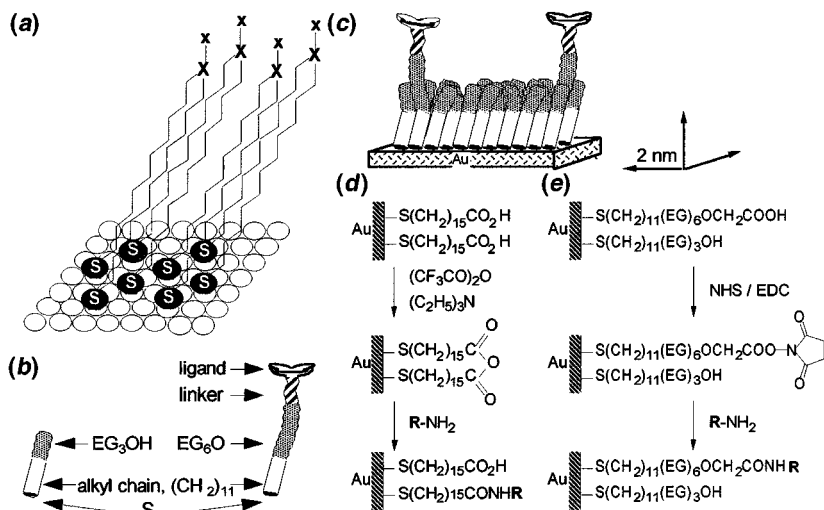 (a)
x x x x
X X X X
S S S
S S S S
(b)
ligand
linker
EG3OH EG6O
alkyl chain, (CH2)11
S
(c)
Au
2 nm
(d)
Au
S(CH2)15CO2H
S(CH2)15CO2H
(CF3CO)2O
(C2H5)3N
Au
S(CH2)15C O
O
S(CH2)15C O
R-NH2
Au
S(CH2)15CO2H
S(CH2)15CONHR
(e)
Au
S(CH2)11(EG)6OCH2COOH
S(CH2)11(EG)3OH
NHS / EDC
Au
S(CH2)11(EG)6OCH2COO-N O O
S(CH2)11(EG)3OH
R-NH2
Au
S(CH2)11(EG)6OCH2CONHR
S(CH2)11(EG)3OH